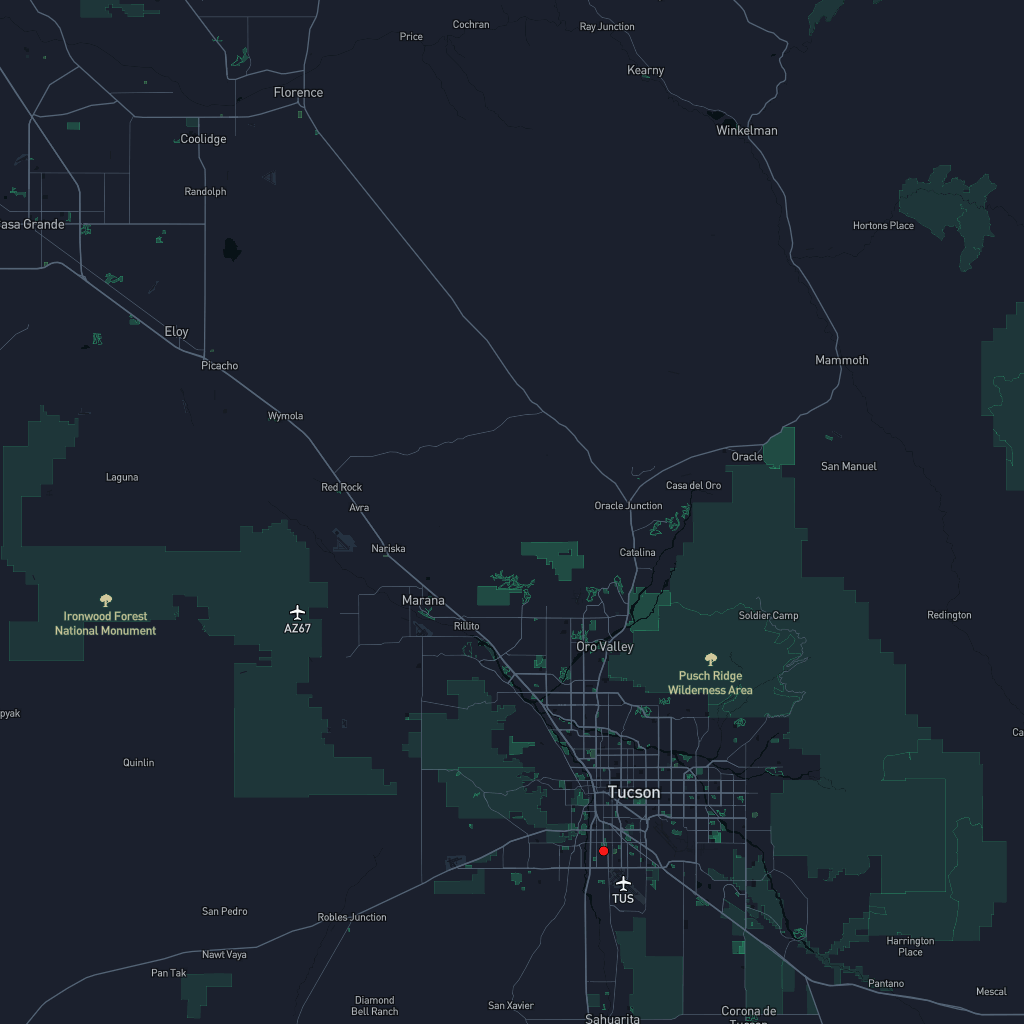 Cochran
Ray Junction
Price
Kearny
Florence
Winkelman
Coolidge
Randolph
asa Grande
Hortons Place
Eloy
Picacho
Mammoth
Wymola
Oracle
San Manuel
Laguna
Red Rock
Casa del Oro
Avra
Oracle Junction
Nariska
Catalina
Marana
Ironwood Forest
National Monument
AZ67
Rillito
Soldier Camp
Redington
Oro Valley
Pusch Ridge
Wilderness Area
pyak
Ca
Quinlin
Tucson
TUS
San Pedro
Robles Junction
Nawt Vaya
Harrington
Place
Pan Tak
Pantano
Mescal
Diamond
Bell Ranch
San Xavier
Sahuarita
Corona de
Tucson